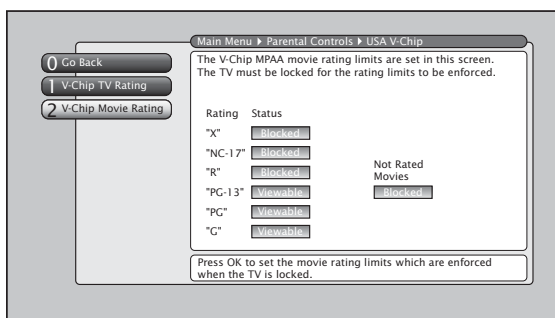 Main Menu ▶ Parental Controls ▶ USA V-Chip
0 Go Back
1 V-Chip TV Rating
2 V-Chip Movie Rating
The V-Chip MPAA movie rating limits are set in this screen.
The TV must be locked for the rating limits to be enforced.
Rating Status
"X" Blocked
"NC-17" Blocked
"R" Blocked
"PG-13" Viewable
"PG" Viewable
"G" Viewable
Not Rated
Movies
Blocked
Press OK to set the movie rating limits which are enforced
when the TV is locked.